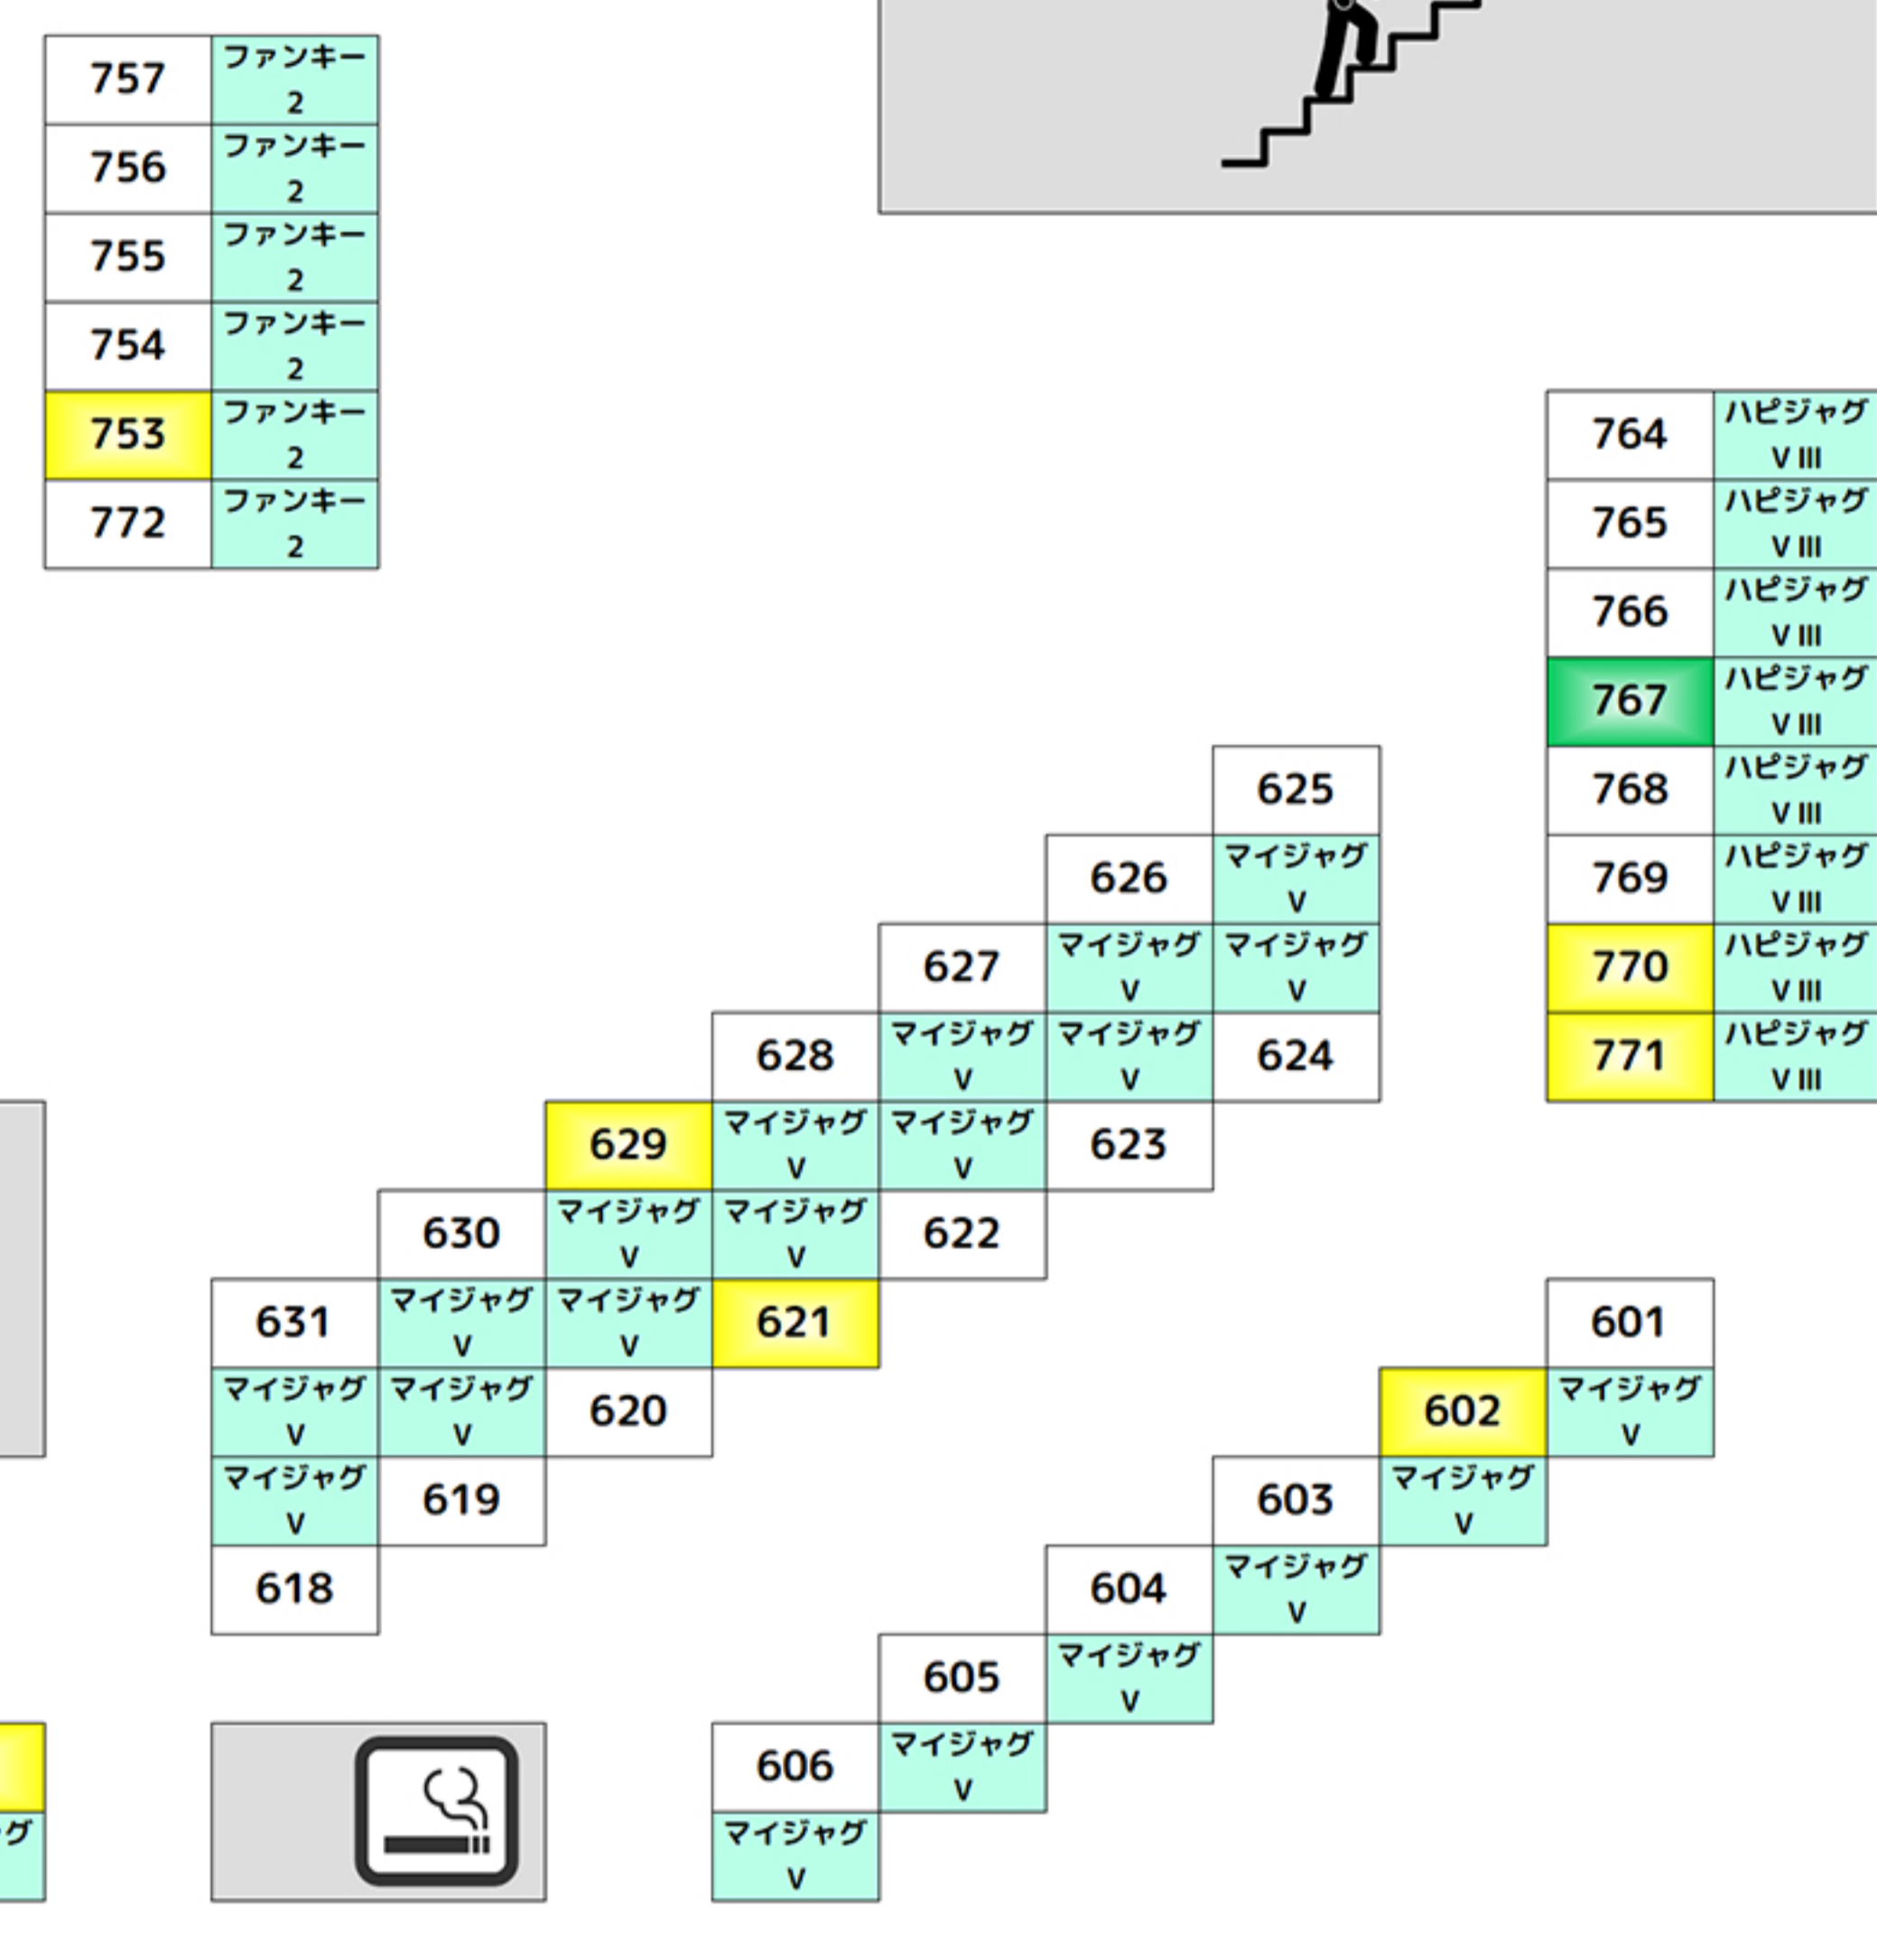 757
ファンキー
2
756
ファンキー
2
755
ファンキー
2
754
ファンキー
2
753
ファンキー
2
772
ファンキー
2
764
ハピジャグ
V III
765
ハピジャグ
V III
766
ハピジャグ
V III
767
ハピジャグ
V III
768
ハピジャグ
V III
769
ハピジャグ
V III
770
ハピジャグ
V III
771
ハピジャグ
V III
625
626
マイジャグ
V
627
マイジャグ
V
マイジャグ
V
628
マイジャグ
V
マイジャグ
V
624
629
マイジャグ
V
マイジャグ
V
623
630
マイジャグ
V
マイジャグ
V
622
631
マイジャグ
V
マイジャグ
V
621
マイジャグ
V
マイジャグ
V
620
マイジャグ
V
619
618
601
602
マイジャグ
V
603
マイジャグ
V
604
マイジャグ
V
605
マイジャグ
V
606
マイジャグ
V
マイジャグ
V
グ